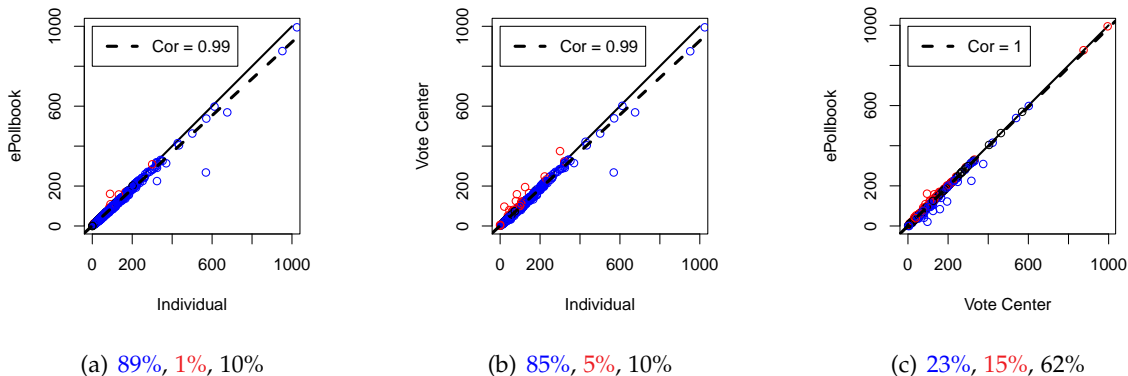 Cor = 0.99
ePollbook
0 200 600 1000
0 200 600 1000
Individual
(a) 89%, 1%, 10%
Cor = 0.99
Vote Center
0 200 600 1000
0 200 600 1000
Individual
(b) 85%, 5%, 10%
Cor = 1
ePollbook
0 200 600 1000
0 200 600 1000
Vote Center
(c) 23%, 15%, 62%